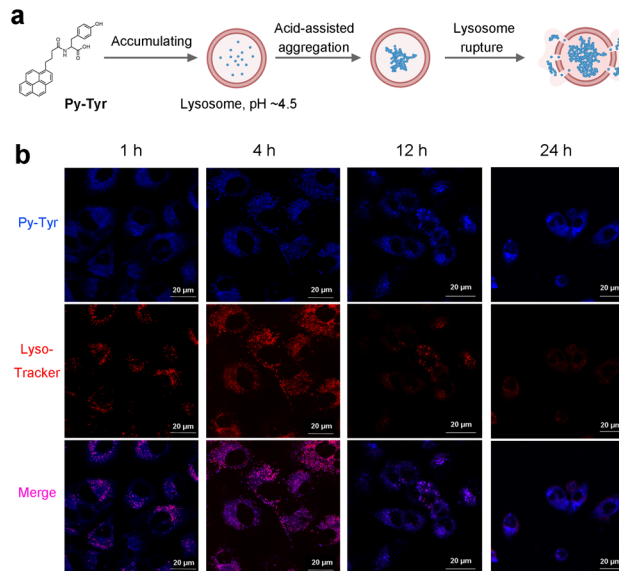 a
OH
O
N
H
OH
O
Py-Tyr
Accumulating
Lysosome, pH ~4.5
Acid-assisted
aggregation
Lysosome
rupture
b
1 h 4 h 12 h 24 h
Py-Tyr
20 µm 20 µm 20 µm 20 µm
Lyso-
Tracker
20 µm 20 µm 20 µm 20 µm
Merge
20 µm 20 µm 20 µm 20 µm